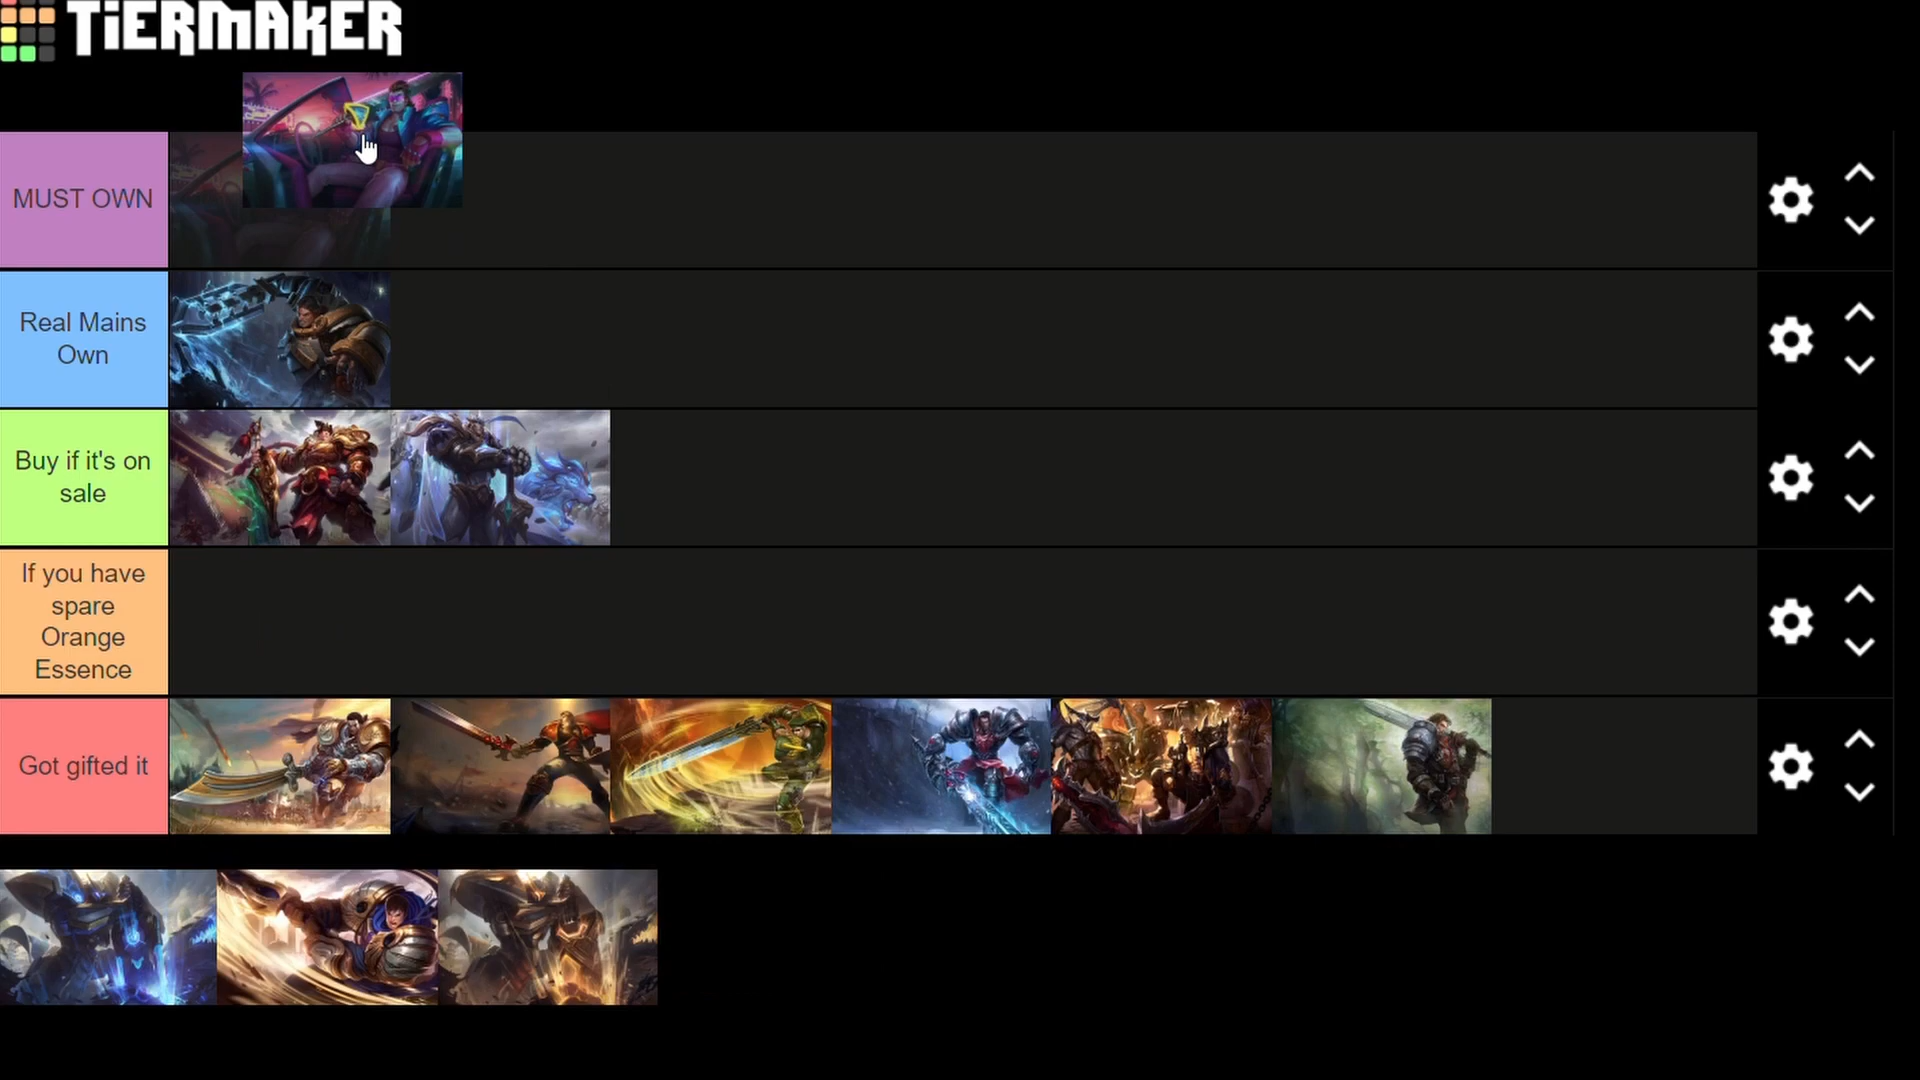 TiERMAKER
MUST OWN
Real Mains
Own
Buy if it's on
sale
If you have
spare
Orange
Essence
Got gifted it